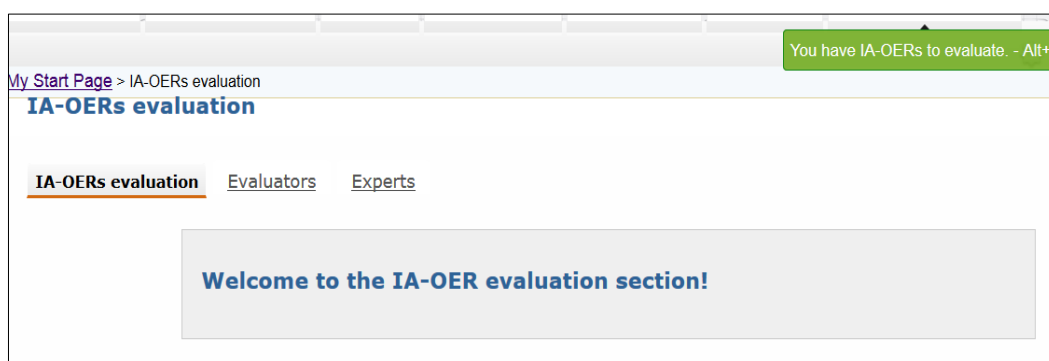 You have IA-OERs to evaluate. - Alt+
My Start Page > IA-OERs evaluation
IA-OERs evaluation
IA-OERs evaluation Evaluators Experts
Welcome to the IA-OER evaluation section!